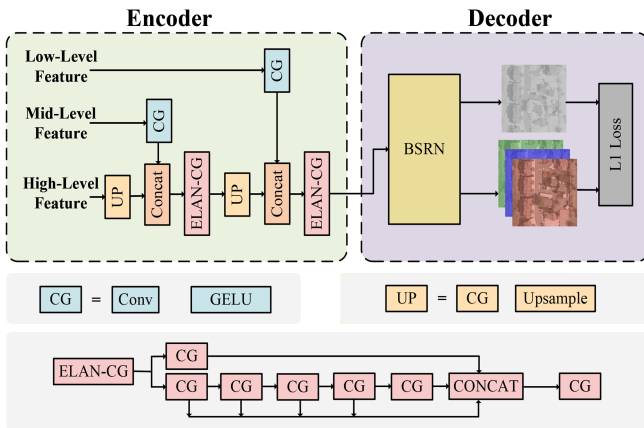 Encoder
Decoder
Low-Level
Feature
CG
Mid-Level
Feature
CG
High-Level
Feature
UP
Concat
ELAN-CG
UP
Concat
ELAN-CG
BSRN
L1 Loss
CG = Conv GELU
UP = CG Upsample
ELAN-CG
CG
CG CG CG CG CG CONCAT CG